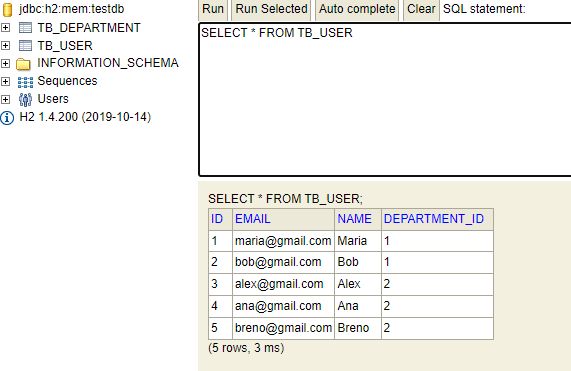 jdbc:h2:mem:testdb
TB_DEPARTMENT
TB_USER
INFORMATION_SCHEMA
Sequences
Users
H2 1.4.200 (2019-10-14)
Run Run Selected Auto complete Clear SQL statement:
SELECT * FROM TB_USER
SELECT * FROM TB_USER;
ID EMAIL NAME DEPARTMENT_ID
1 maria@gmail.com Maria 1
2 bob@gmail.com Bob 1
3 alex@gmail.com Alex 2
4 ana@gmail.com Ana 2
5 breno@gmail.com Breno 2
(5 rows, 3 ms)